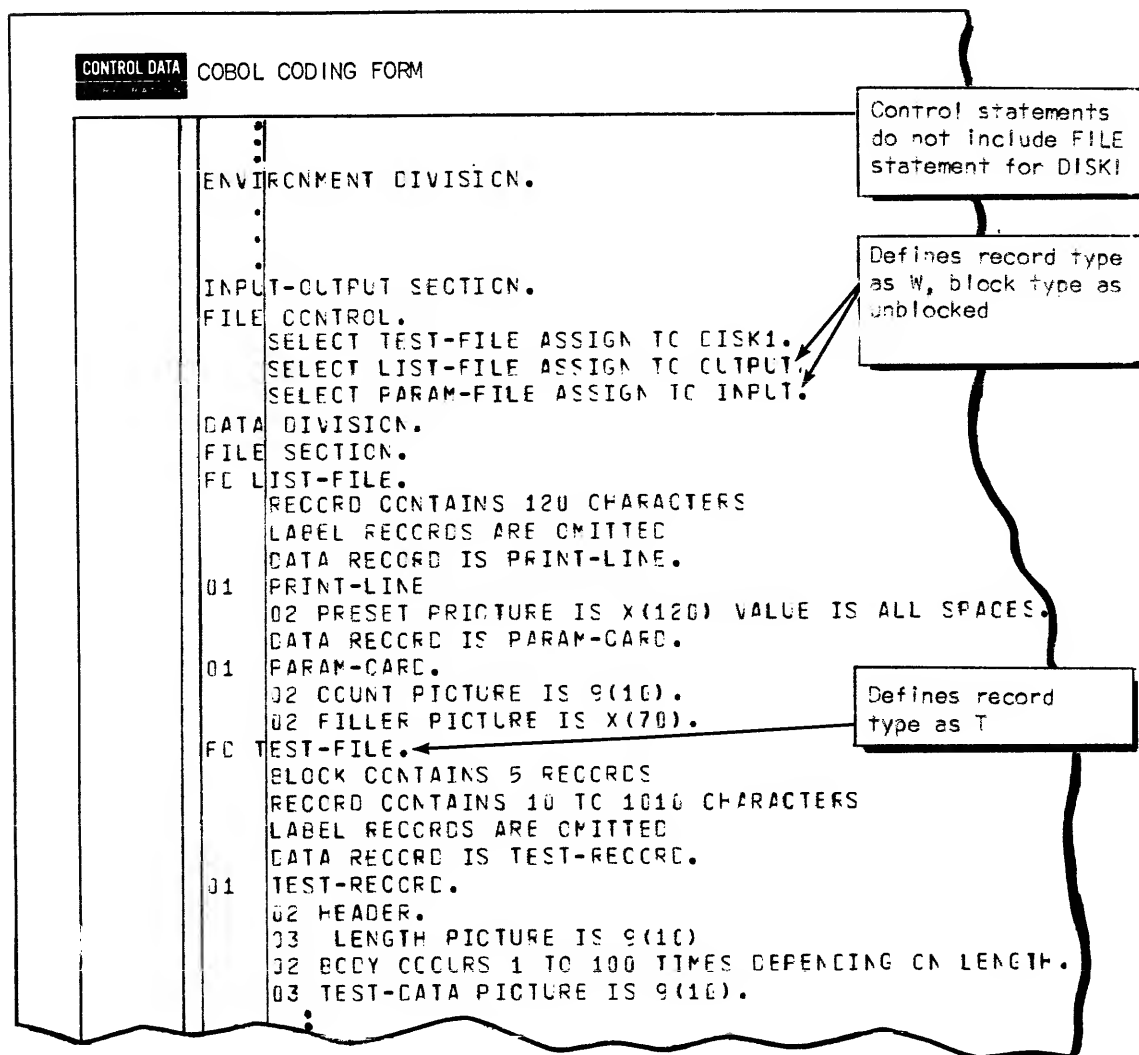 CONTROL DATA COBOL CODING FORM
Control statements
do not include FILE
statement for DISK1
ENVIRONMENT DIVISION.
Defines record type
as W, block type as
unblocked
INPUT-OUTPUT SECTION.
FILE CONTROL.
SELECT TEST-FILE ASSIGN TO DISK1.
SELECT LIST-FILE ASSIGN TO OUTPUT.
SELECT PARAM-FILE ASSIGN TO INPUT.
DATA DIVISION.
FILE SECTION.
FD LIST-FILE.
RECORD CONTAINS 120 CHARACTERS
LABEL RECORDS ARE OMITTED
DATA RECORD IS PRINT-LINE.
01 PRINT-LINE
02 PRESET PRICTURE IS X(120) VALUE IS ALL SPACES.
DATA RECORD IS PARAM-CARD.
01 PARAM-CARD.
02 COUNT PICTURE IS 9(10).
02 FILLER PICTURE IS X(70).
Defines record
type as T
FD TEST-FILE.
BLOCK CONTAINS 5 RECORDS
RECORD CONTAINS 10 TO 1010 CHARACTERS
LABEL RECORDS ARE OMITTED
DATA RECORD IS TEST-RECORD.
01 TEST-RECORD.
02 HEADER.
03 LENGTH PICTURE IS 9(10)
02 BODY OCCURS 1 TO 100 TIMES DEPENDING ON LENGTH.
03 TEST-DATA PICTURE IS 9(10).